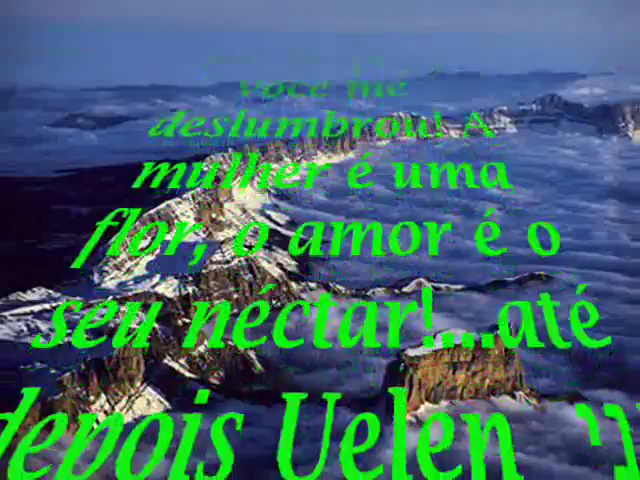 você me
deslumbrou! A
mulher é uma
flor, o amor é o
seu néctar!...até
depois Uelen